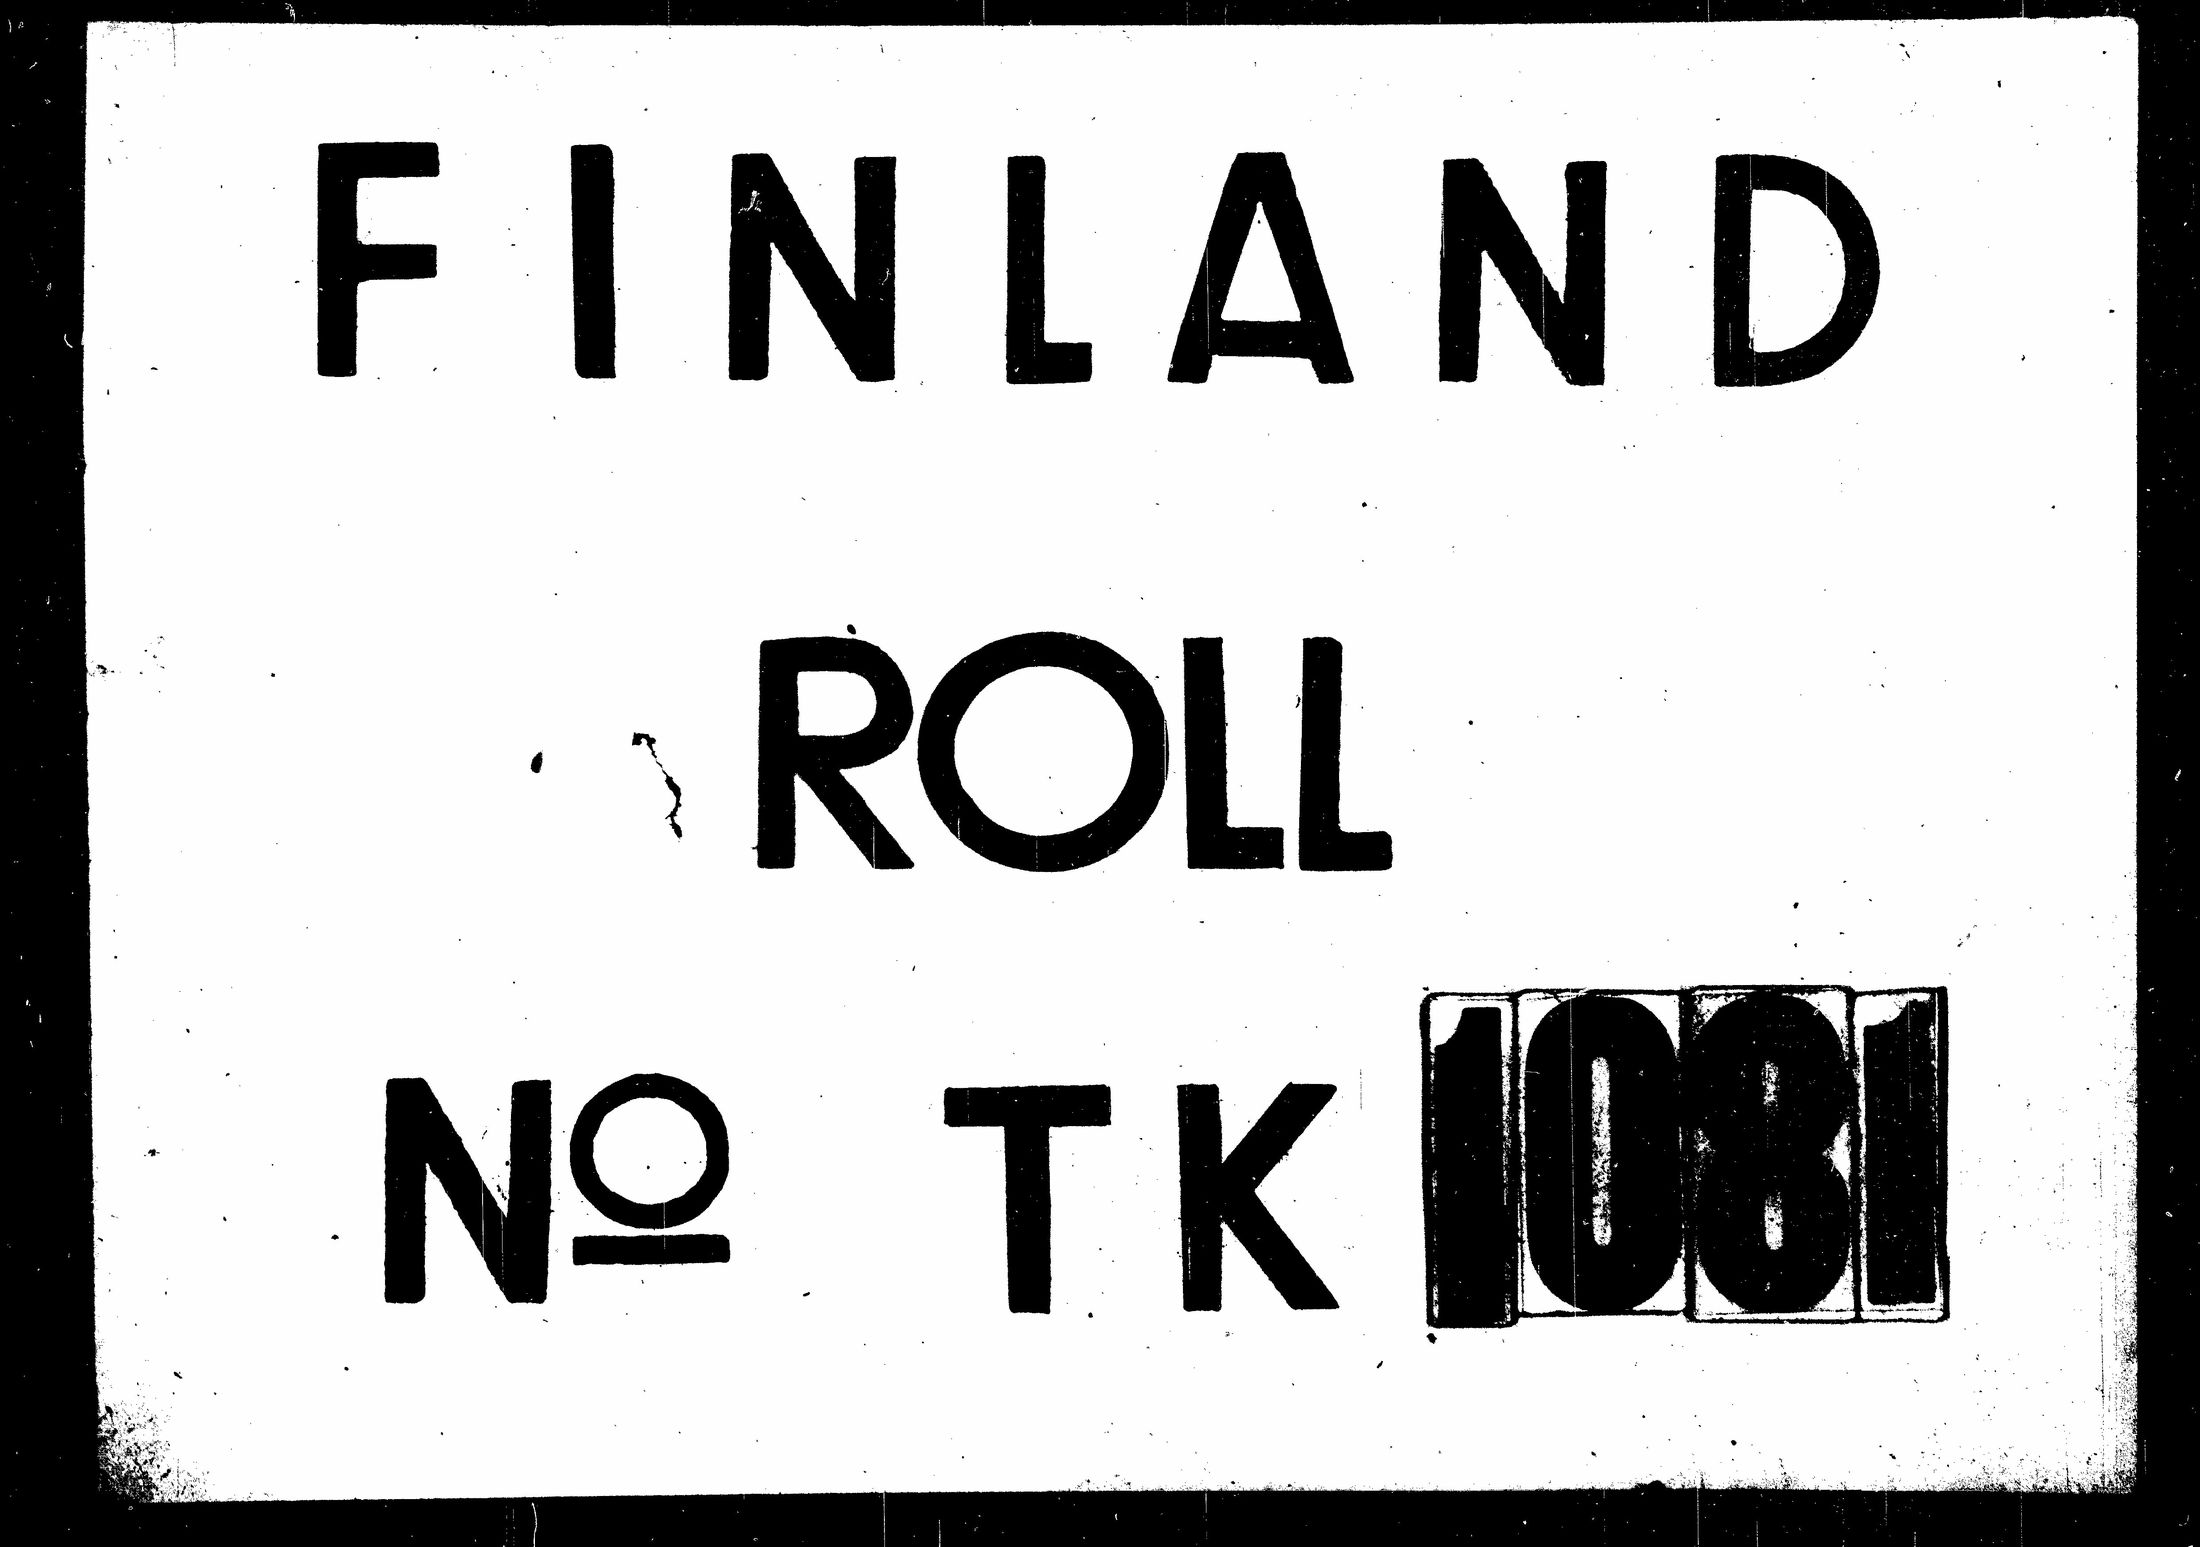 FINLAND
ROLL
Nº TK 1081